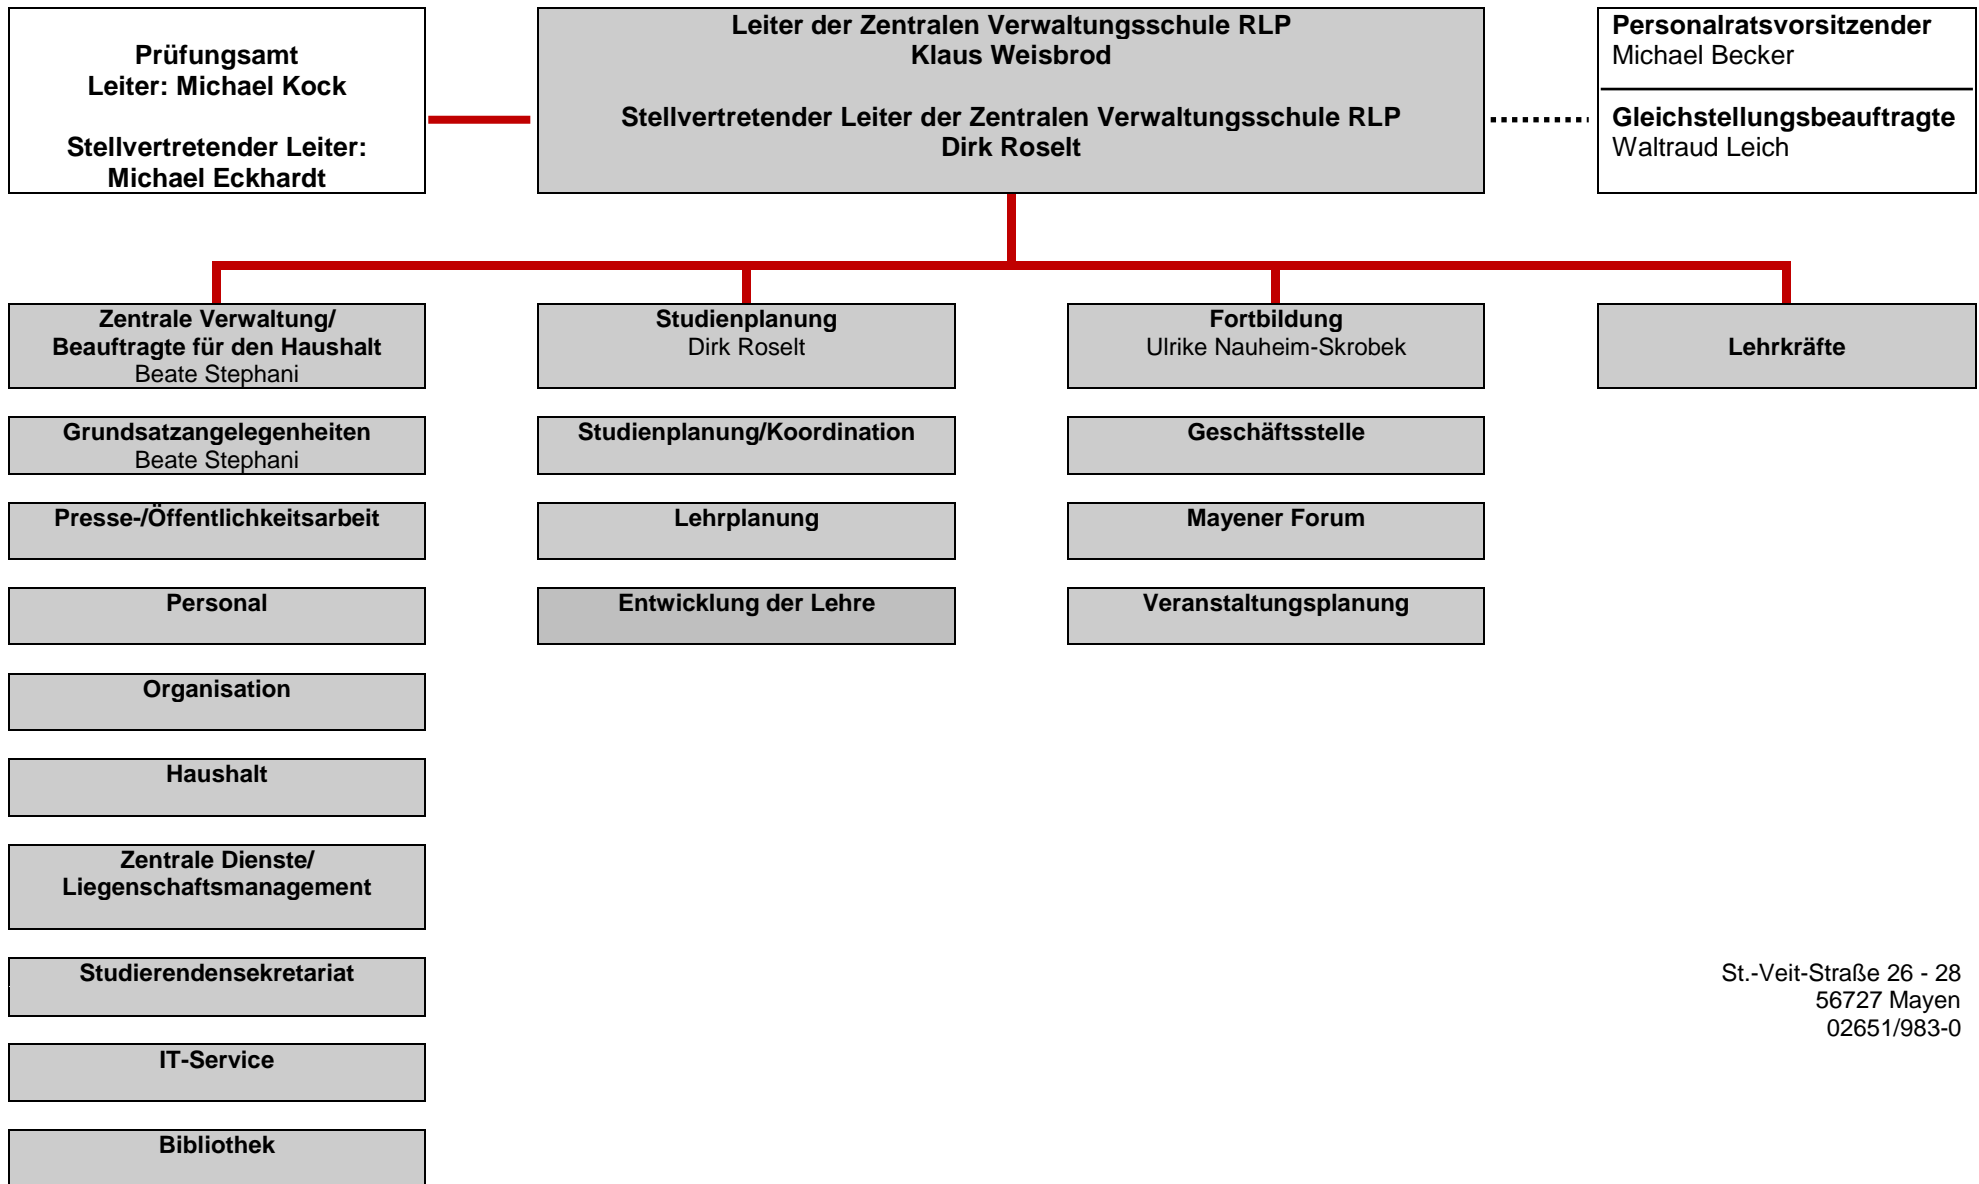 Prüfungsamt
Leiter: Michael Kock
Stellvertretender Leiter:
Michael Eckhardt
Leiter der Zentralen Verwaltungsschule RLP
Klaus Weisbrod
Stellvertretender Leiter der Zentralen Verwaltungsschule RLP
Dirk Roselt
Personalratsvorsitzender
Michael Becker
Gleichstellungsbeauftragte
Waltraud Leich
Zentrale Verwaltung/
Beauftragte für den Haushalt
Beate Stephani
Grundsatzangelegenheiten
Beate Stephani
Presse-/Öffentlichkeitsarbeit
Personal
Organisation
Haushalt
Zentrale Dienste/
Liegenschaftsmanagement
Studierendensekretariat
IT-Service
Bibliothek
Studienplanung
Dirk Roselt
Studienplanung/Koordination
Lehrplanung
Entwicklung der Lehre
Fortbildung
Ulrike Nauheim-Skrobek
Geschäftsstelle
Mayener Forum
Veranstaltungsplanung
Lehrkräfte
St.-Veit-Straße 26 - 28
56727 Mayen
02651/983-0